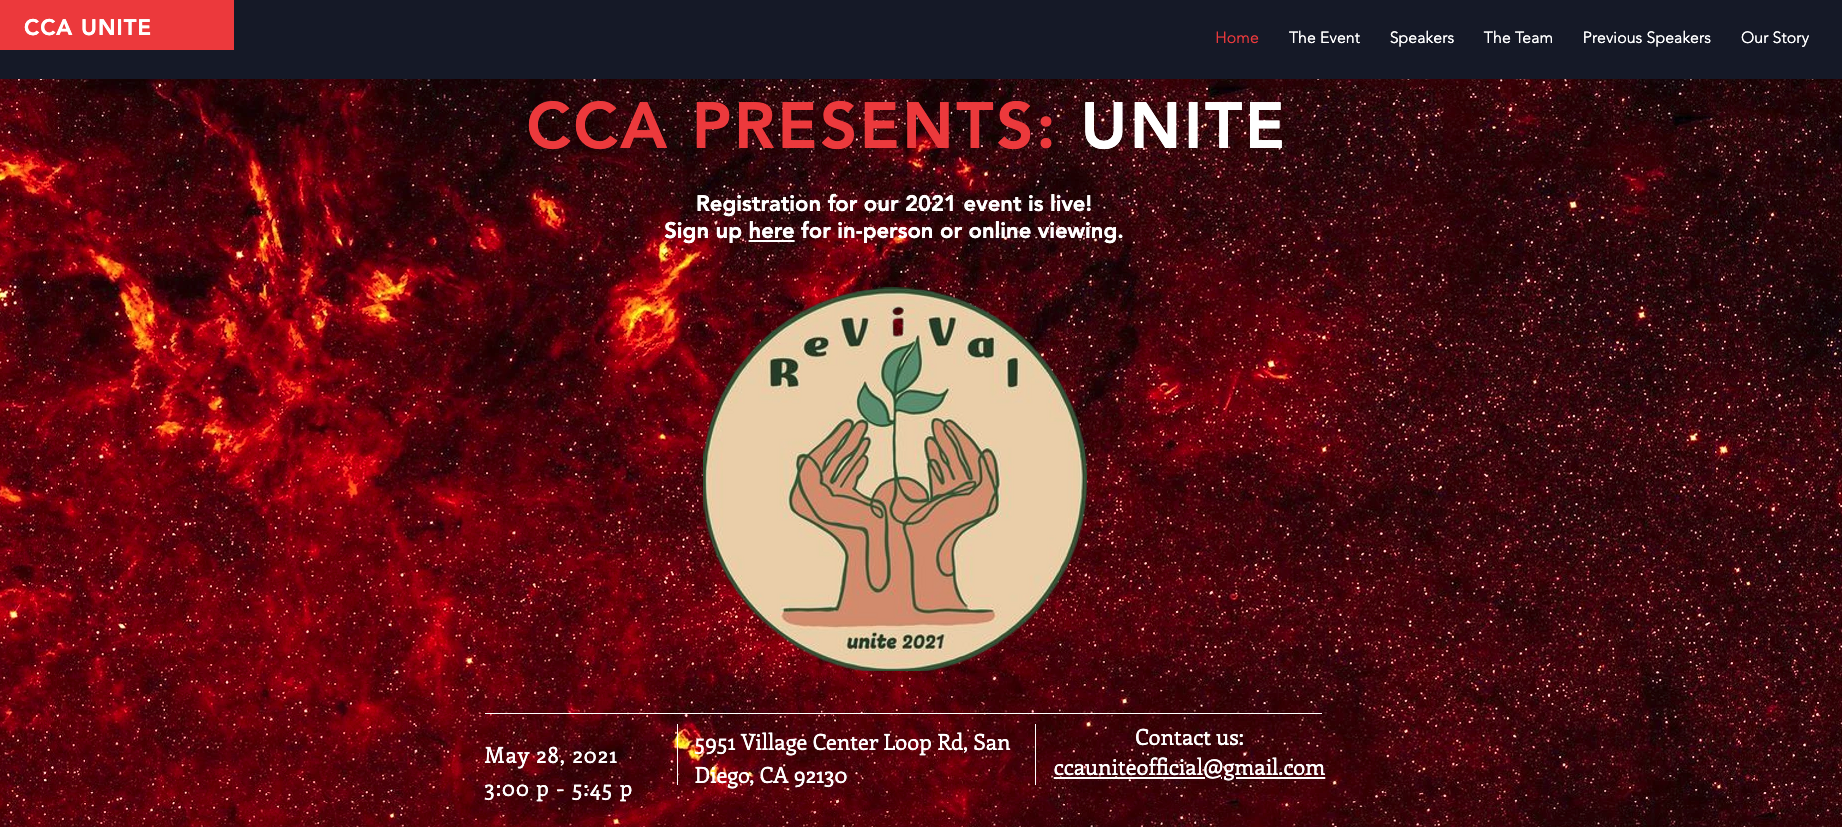 CCA UNITE
Home The Event Speakers The Team Previous Speakers Our Story
CCA PRESENTS: UNITE
Registration for our 2021 event is live!
Sign up here for in-person or online viewing.
ReViVal
unite 2021
May 28, 2021
3:00 p - 5:45 p
5951 Village Center Loop Rd, San
Diego, CA 92130
Contact us:
ccauniteofficial@gmail.com